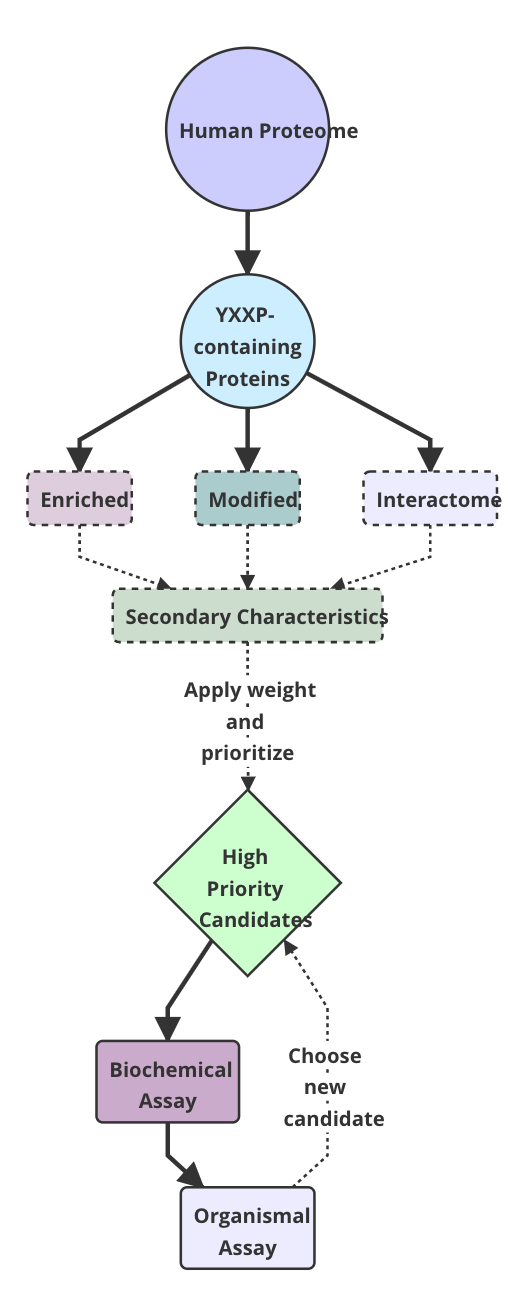 Human Proteome
YXXP-
containing
Proteins
Enriched
Modified
Interactome
Secondary Characteristics
Apply weight
and
prioritize
High
Priority
Candidates
Biochemical
Assay
Choose
new
candidate
Organismal
Assay